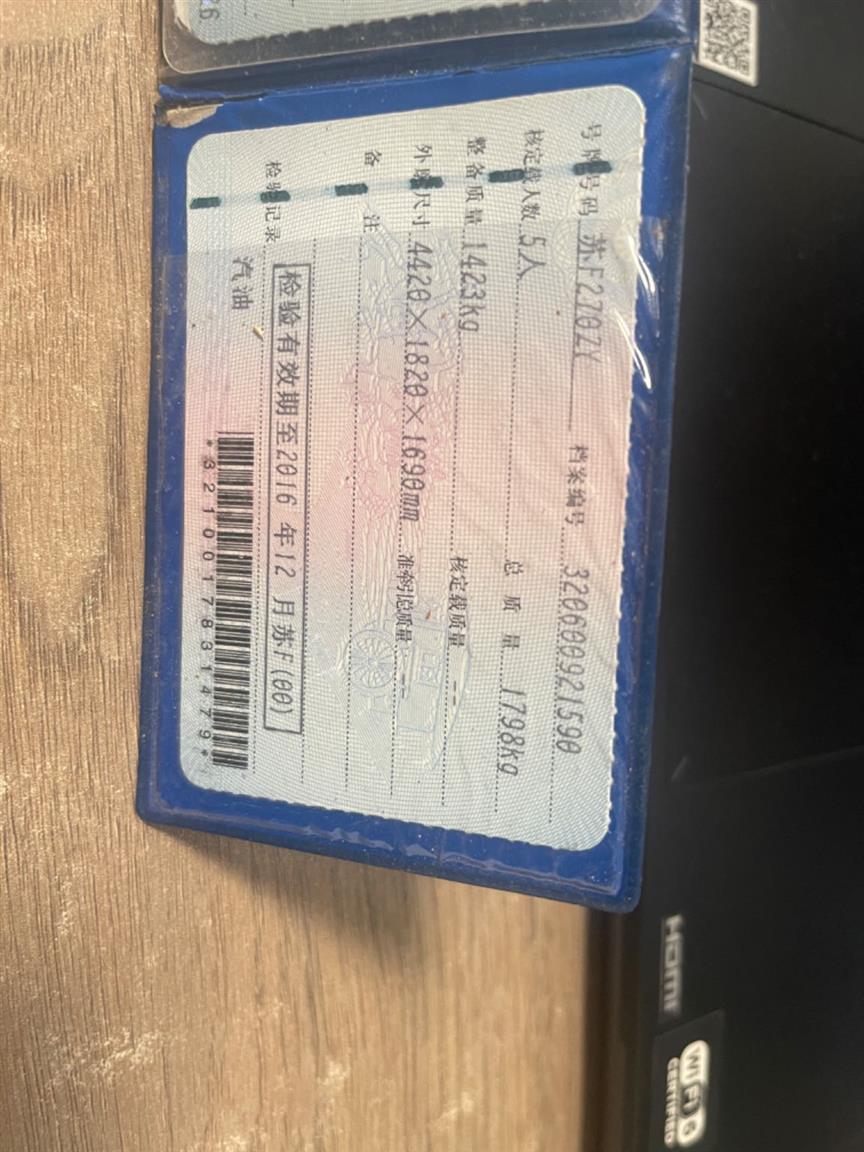 号牌号码 苏F270ZY 档案编号 320600921590
核定载人数 5人 总质量 1798kg
整备质量 1423kg 核定载质量 --
外廓尺寸 4420×1820×1690mm 准牵引总质量 --
备注
检验记录 检验有效期至2016年12月苏F(00)
汽油
*3210017831479*
HDMI
WiFi 6
CERTIFIED